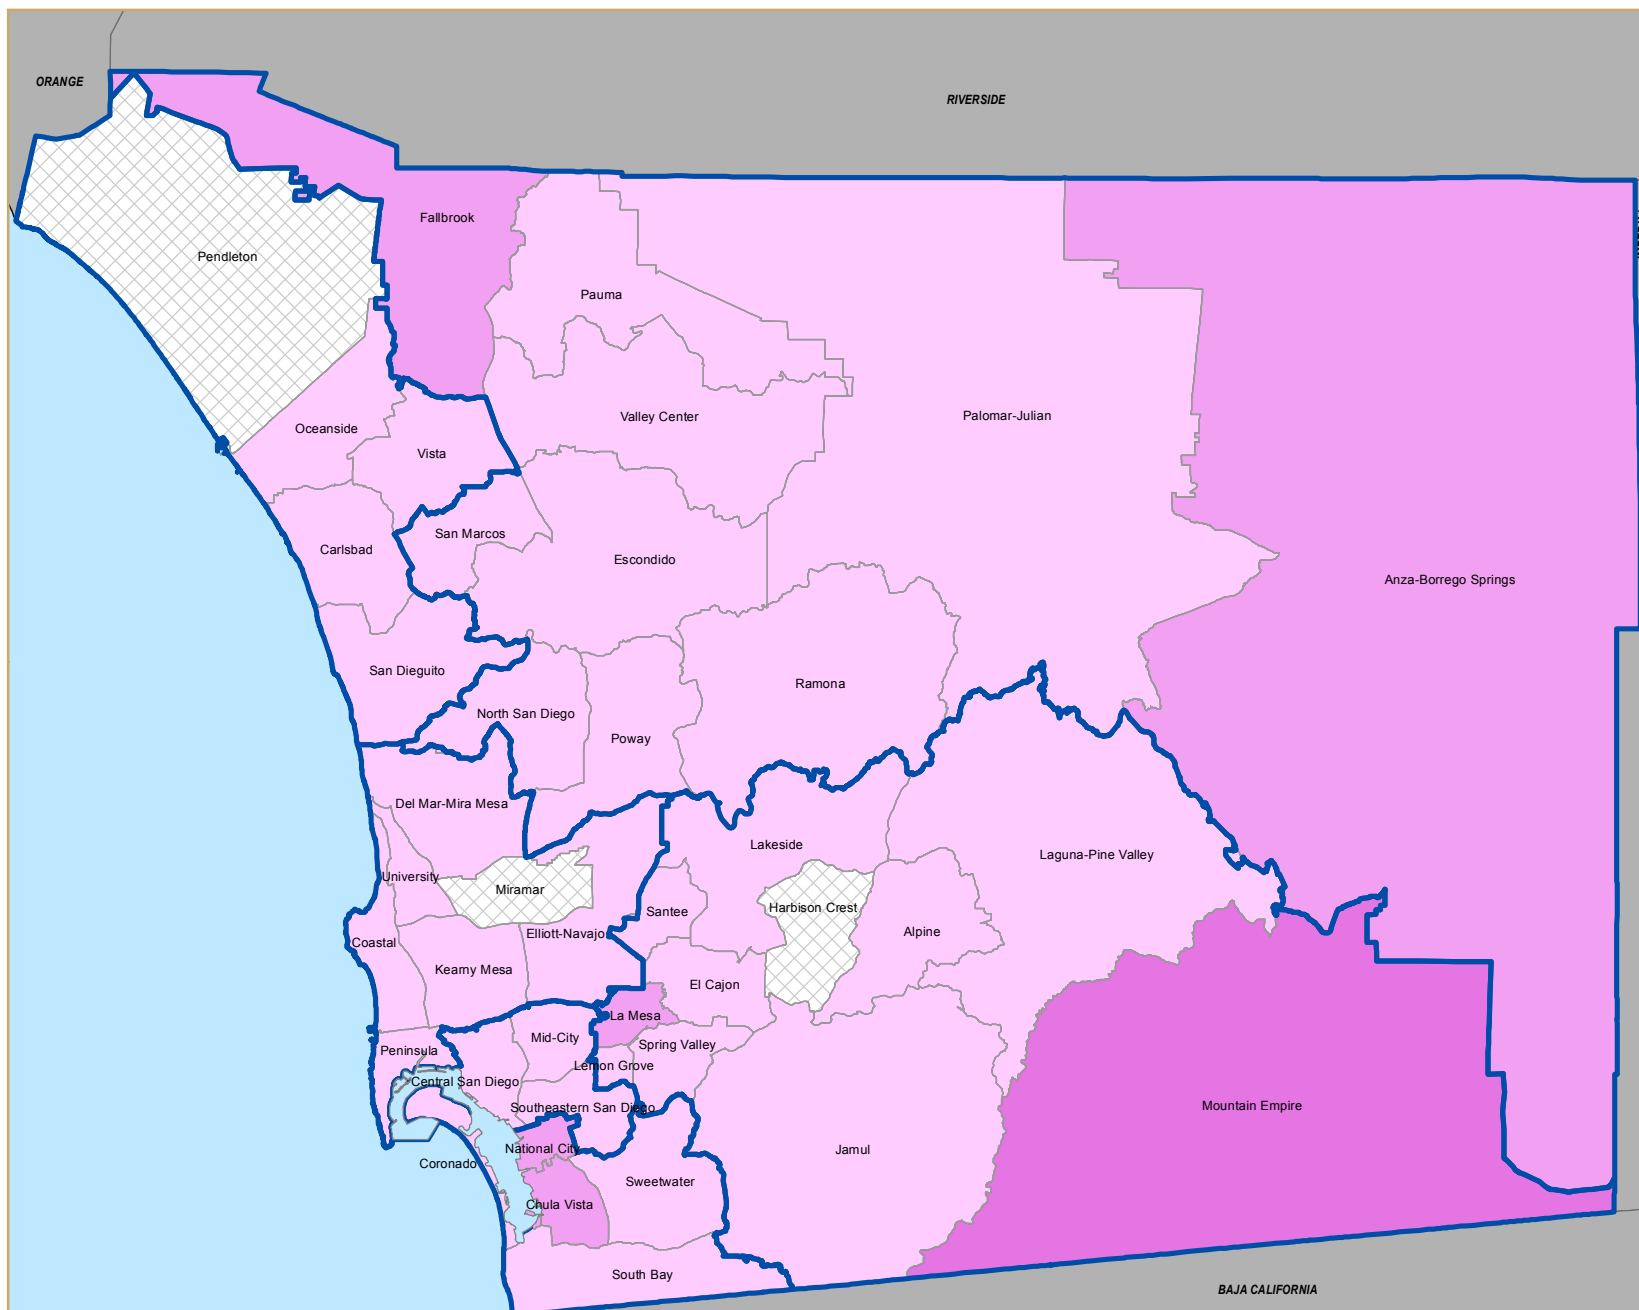 ORANGE
RIVERSIDE
Fallbrook
Pendleton
Pauma
Valley Center
Palomar-Julian
Oceanside
Vista
San Marcos
Carlsbad
Escondido
Anza-Borrego Springs
San Dieguito
Ramona
North San Diego
Poway
Del Mar-Mira Mesa
Lakeside
Laguna-Pine Valley
University
Miramar
Harbison Crest
Santee
Elliott-Navajo
Alpine
Coastal
Kearny Mesa
El Cajon
La Mesa
Mid-City
Spring Valley
Peninsula
Lemon Grove
Central San Diego
Southeastern San Diego
Mountain Empire
National City
Jamul
Coronado
Sweetwater
Chula Vista
South Bay
BAJA CALIFORNIA